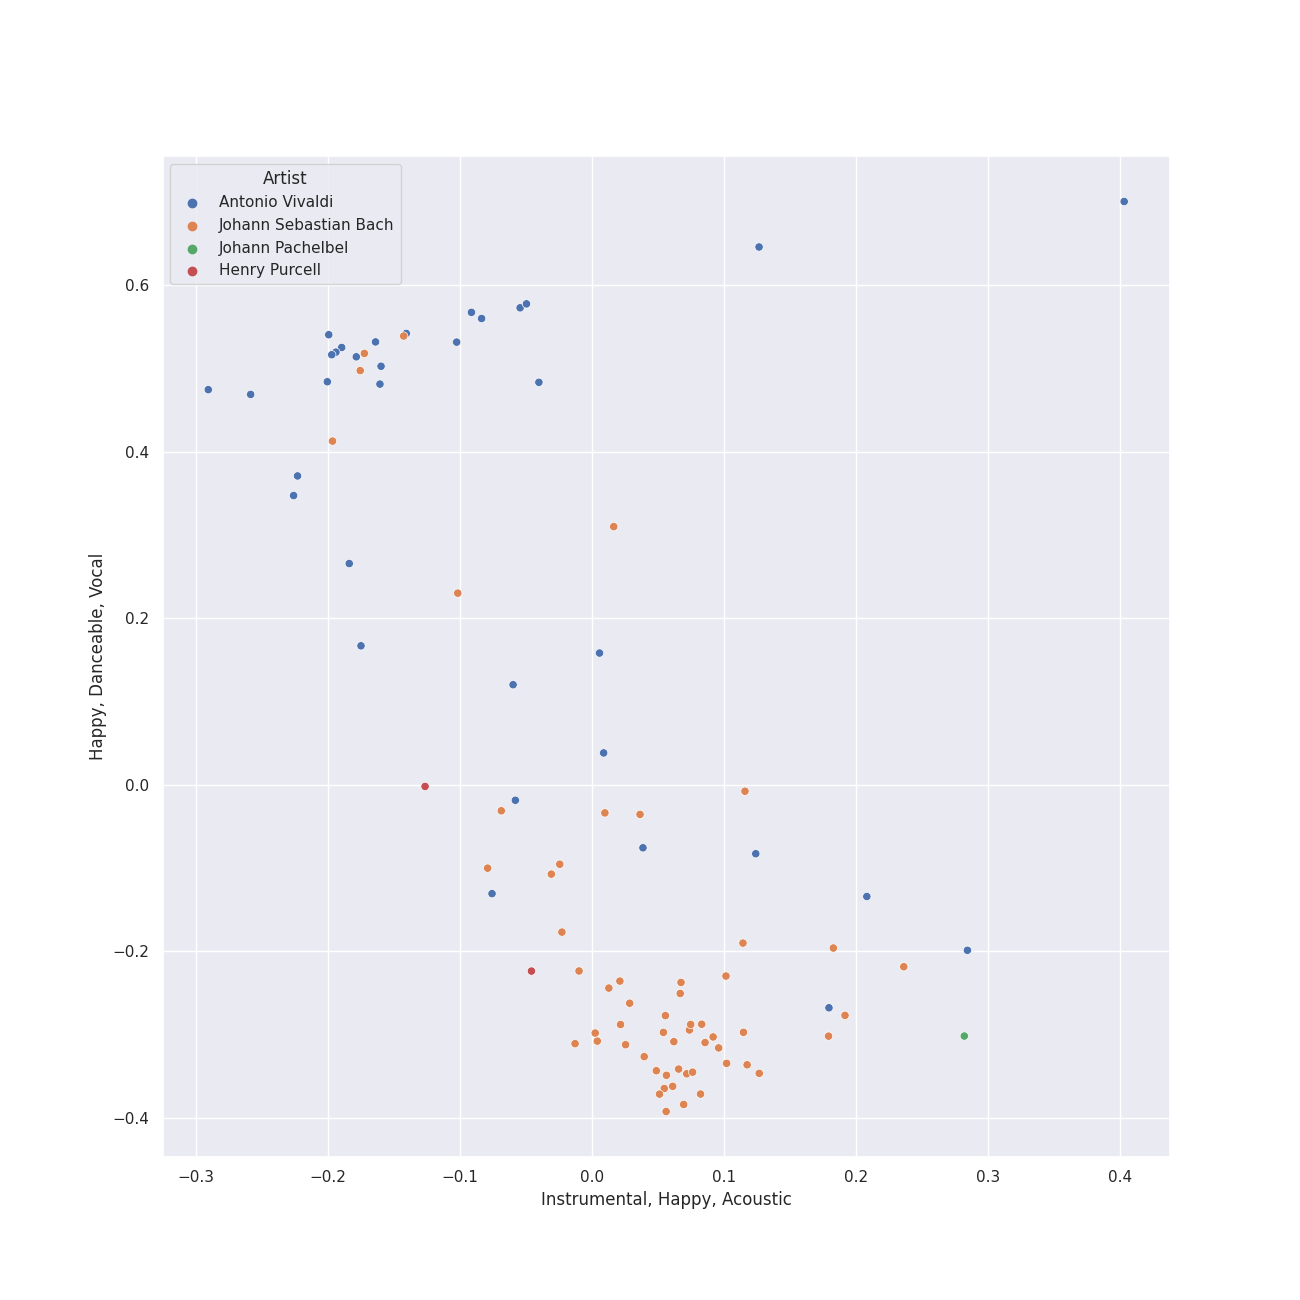 Artist
Antonio Vivaldi
Johann Sebastian Bach
Johann Pachelbel
Henry Purcell
0.6
0.4
0.2
0.0
−0.2
−0.4
Happy, Danceable, Vocal
−0.3
−0.2
−0.1
0.0
0.1
0.2
0.3
0.4
Instrumental, Happy, Acoustic